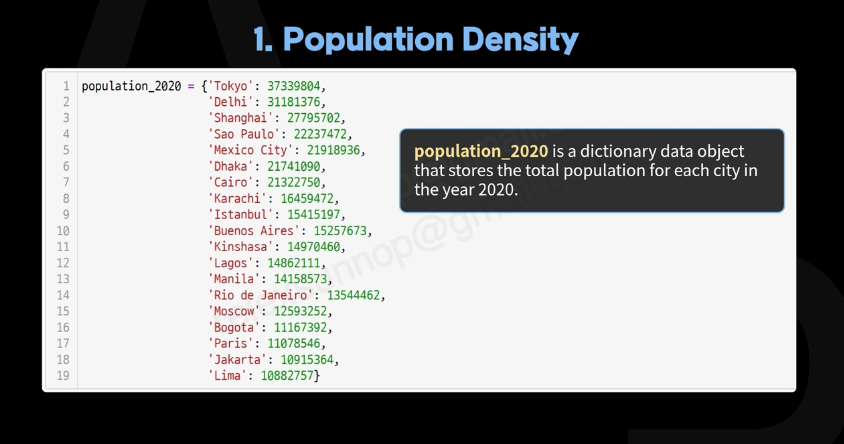 1. Population Density
1 population_2020 = {'Tokyo': 37339804,
2 'Delhi': 31181376,
3 'Shanghai': 27795702,
4 'Sao Paulo': 22237472,
5 'Mexico City': 21918936,
6 'Dhaka': 21741090,
7 'Cairo': 21322750,
8 'Karachi': 16459472,
9 'Istanbul': 15415197,
10 'Buenos Aires': 15257673,
11 'Kinshasa': 14970460,
12 'Lagos': 14862111,
13 'Manila': 14158573,
14 'Rio de Janeiro': 13544462,
15 'Moscow': 12593252,
16 'Bogota': 11167392,
17 'Paris': 11078546,
18 'Jakarta': 10915364,
19 'Lima': 10882757}
population_2020 is a dictionary data object
that stores the total population for each city in
the year 2020.